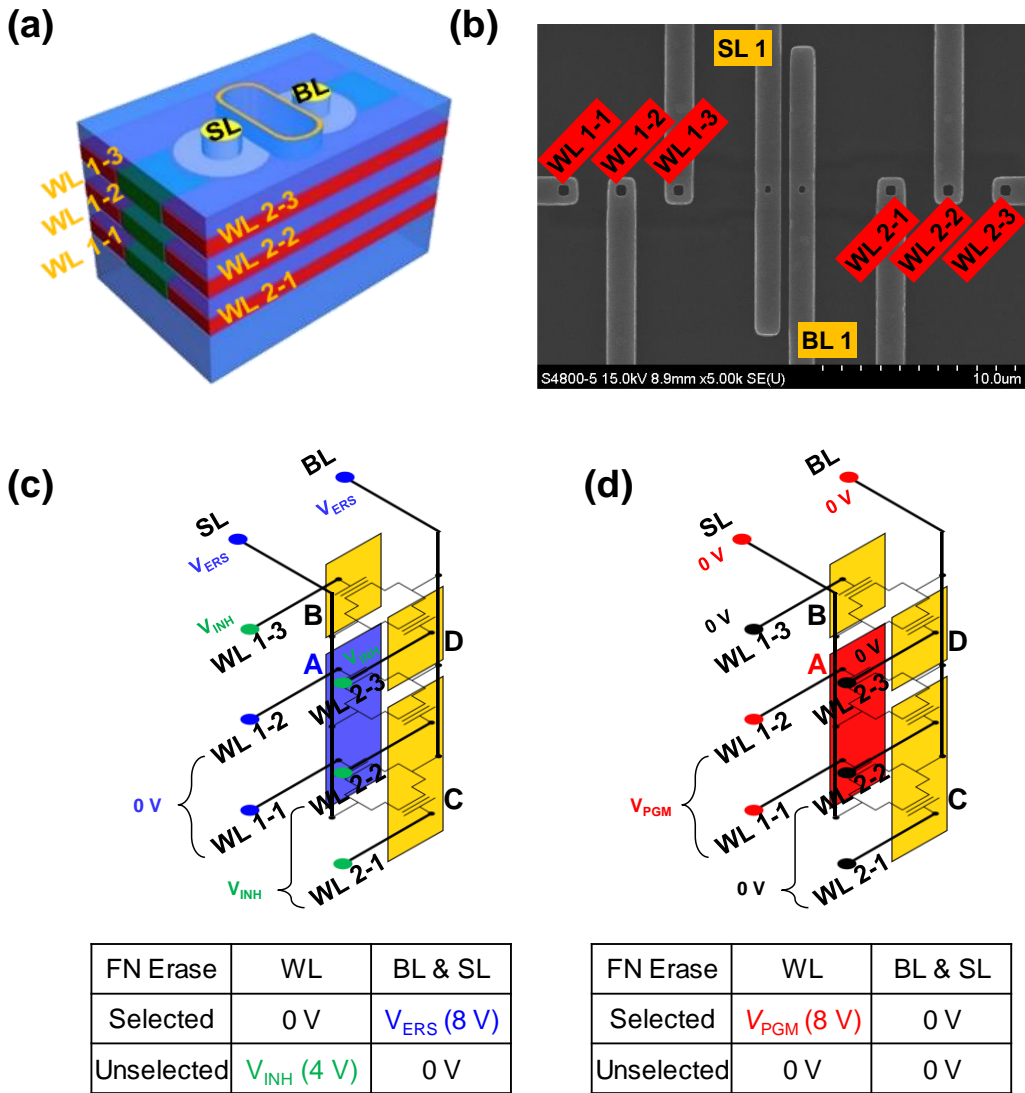 (a)
SL
BL
WL 1-3
WL 1-2
WL 1-1
WL 2-3
WL 2-2
WL 2-1
(b)
SL 1
WL 1-1
WL 1-2
WL 1-3
WL 2-1
WL 2-2
WL 2-3
BL 1
S4800-5 15.0kV 8.9mm x5.00k SE(U)
10.0um
(c)
BL
VERS
SL
VERS
VINH
WL 1-3
B
D
A
VINH
WL 2-3
WL 1-2
WL 2-2
0 V
WL 1-1
C
VINH
WL 2-1
FN Erase WL BL & SL
Selected 0 V VERS (8 V)
Unselected VINH (4 V) 0 V
(d)
BL
0 V
SL
0 V
0 V
WL 1-3
B
D
A
0 V
WL 2-3
WL 1-2
WL 2-2
VPGM
WL 1-1
C
0 V
WL 2-1
FN Erase WL BL & SL
Selected VPGM (8 V) 0 V
Unselected 0 V 0 V